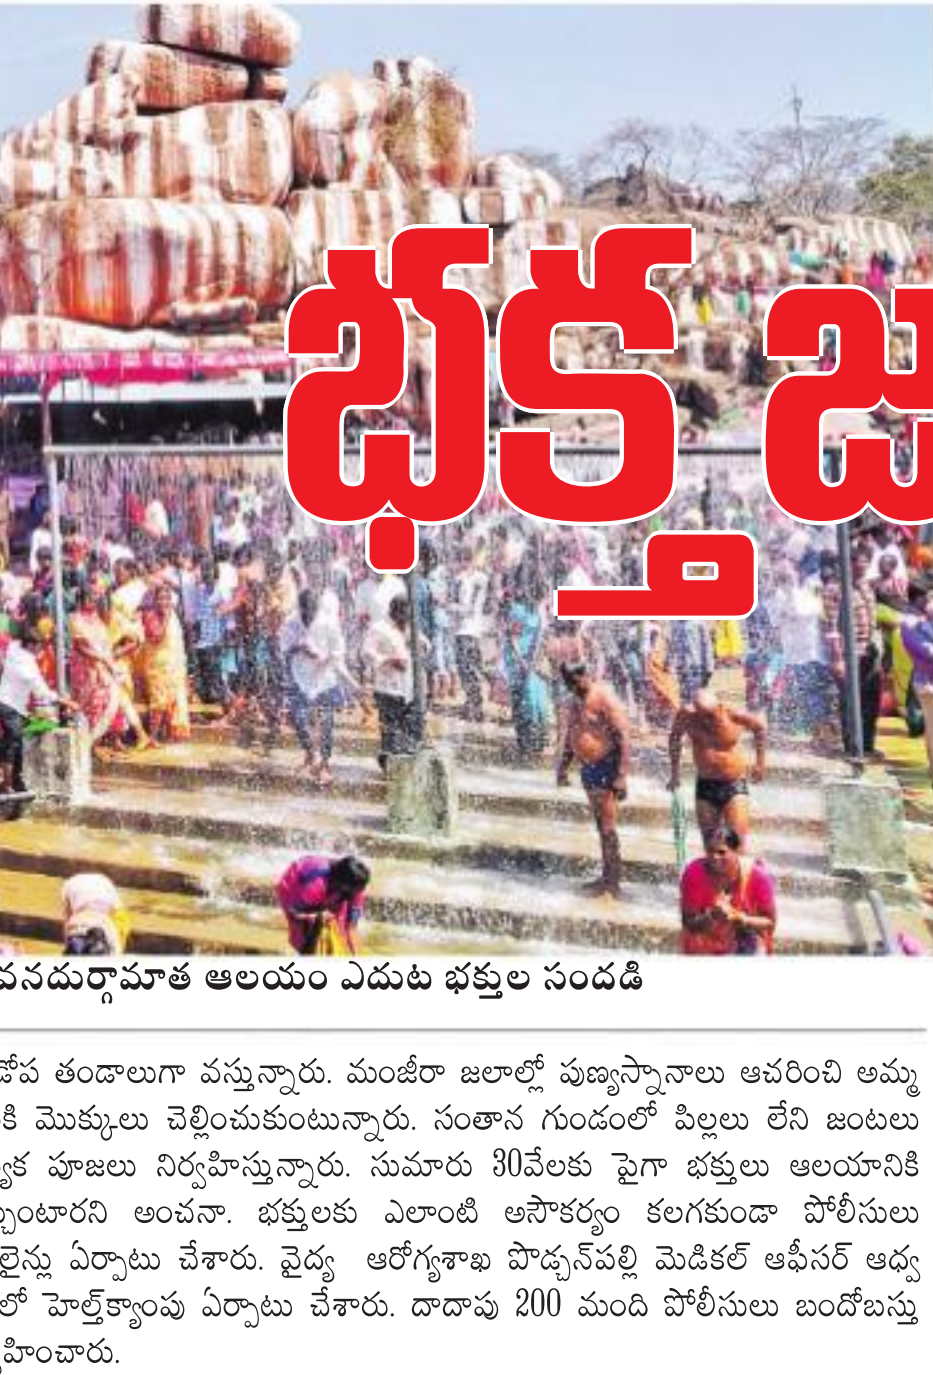 భక్త జ
వనదుర్గామాత ఆలయం ఎదుట భక్తుల సందడి
డోప తండాలుగా వస్తున్నారు. మంజీరా జలాల్లో పుణ్యస్నానాలు ఆచరించి అమ్మ
కి మొక్కులు చెల్లించుకుంటున్నారు. సంతాన గుండంలో పిల్లలు లేని జంటలు
్యక పూజలు నిర్వహిస్తున్నారు. సుమారు 30వేలకు పైగా భక్తులు ఆలయానికి
చ్చుంటారని అంచనా. భక్తులకు ఎలాంటి అసౌకర్యం కలగకుండా పోలీసులు
లైన్లు ఏర్పాటు చేశారు. వైద్య ఆరోగ్యశాఖ పొడ్చన్‌పల్లి మెడికల్ ఆఫీసర్ ఆధ్వ
లో హెల్త్‌క్యాంపు ఏర్పాటు చేశారు. దాదాపు 200 మంది పోలీసులు బందోబస్తు
హించారు.